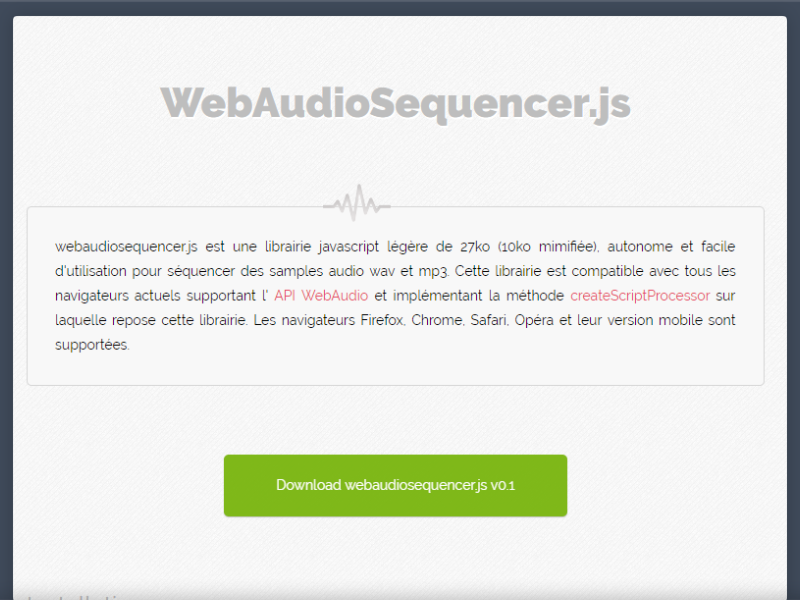 WebAudioSequencer.js
webaudiosequencer.js est une librairie javascript légère de 27ko (10ko mimifiée), autonome et facile
d'utilisation pour séquencer des samples audio wav et mp3. Cette librairie est compatible avec tous les
navigateurs actuels supportant l' API WebAudio et implémentant la méthode createScriptProcessor sur
laquelle repose cette librairie. Les navigateurs Firefox, Chrome, Safari, Opéra et leur version mobile sont
supportées.
Download webaudiosequencer.js v0.1